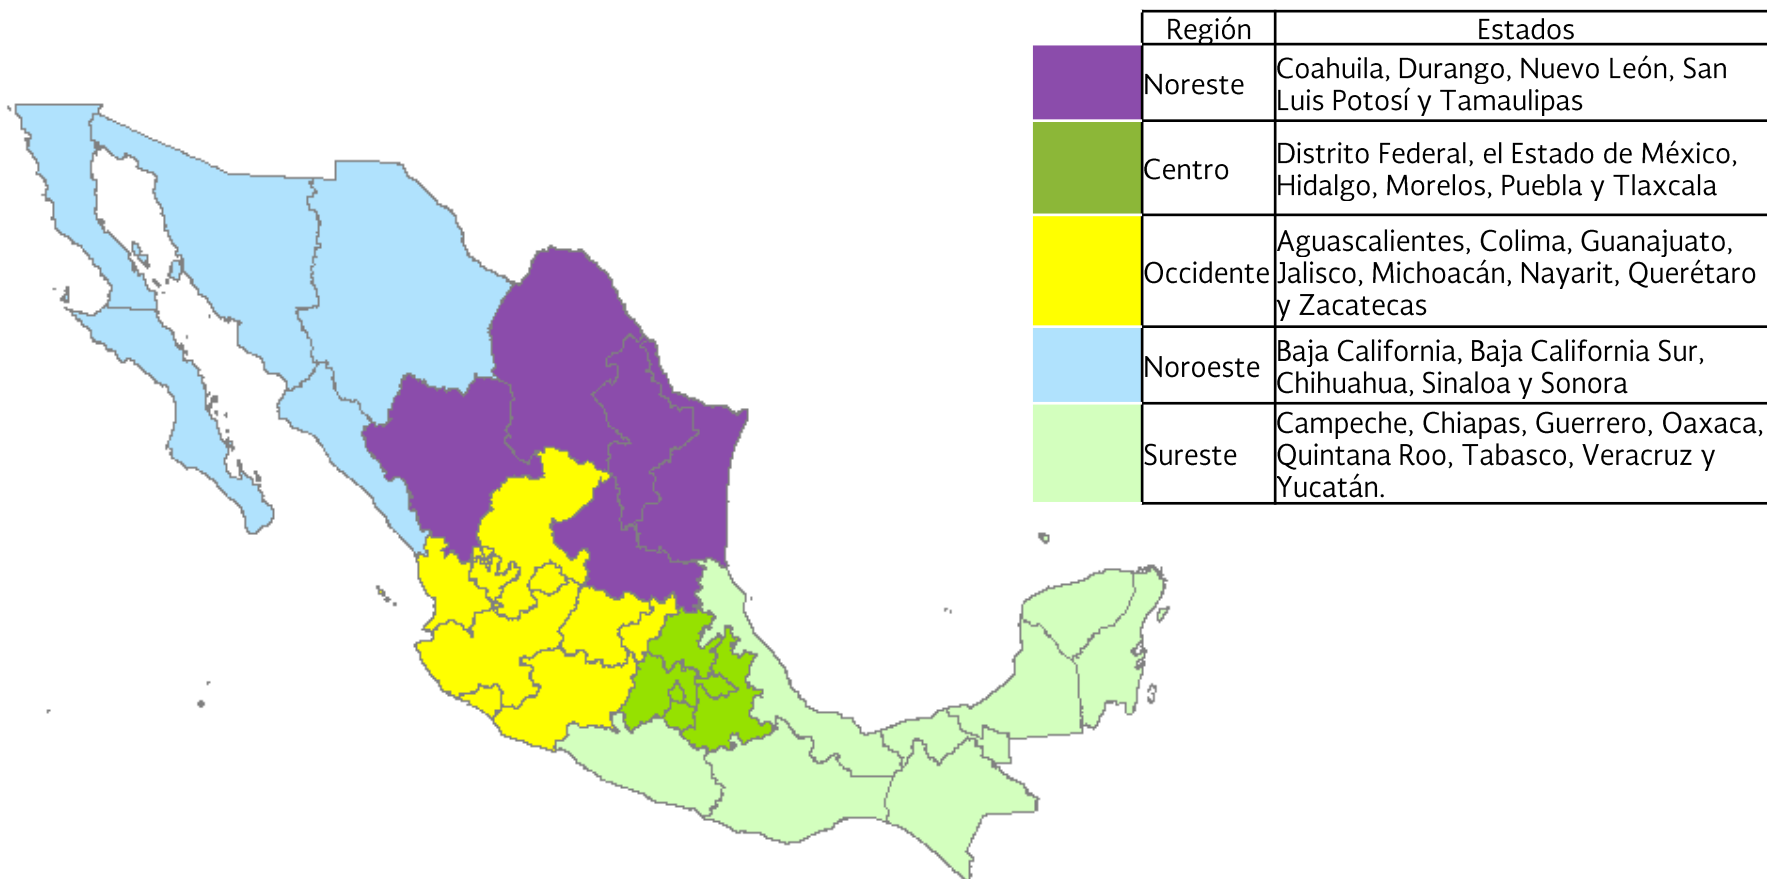 Región Estados
Noreste
Coahuila, Durango, Nuevo León, San
Luis Potosí y Tamaulipas
Centro
Distrito Federal, el Estado de México,
Hidalgo, Morelos, Puebla y Tlaxcala
Occidente
Aguascalientes, Colima, Guanajuato,
Jalisco, Michoacán, Nayarit, Querétaro
y Zacatecas
Noroeste
Baja California, Baja California Sur,
Chihuahua, Sinaloa y Sonora
Sureste
Campeche, Chiapas, Guerrero, Oaxaca,
Quintana Roo, Tabasco, Veracruz y
Yucatán.